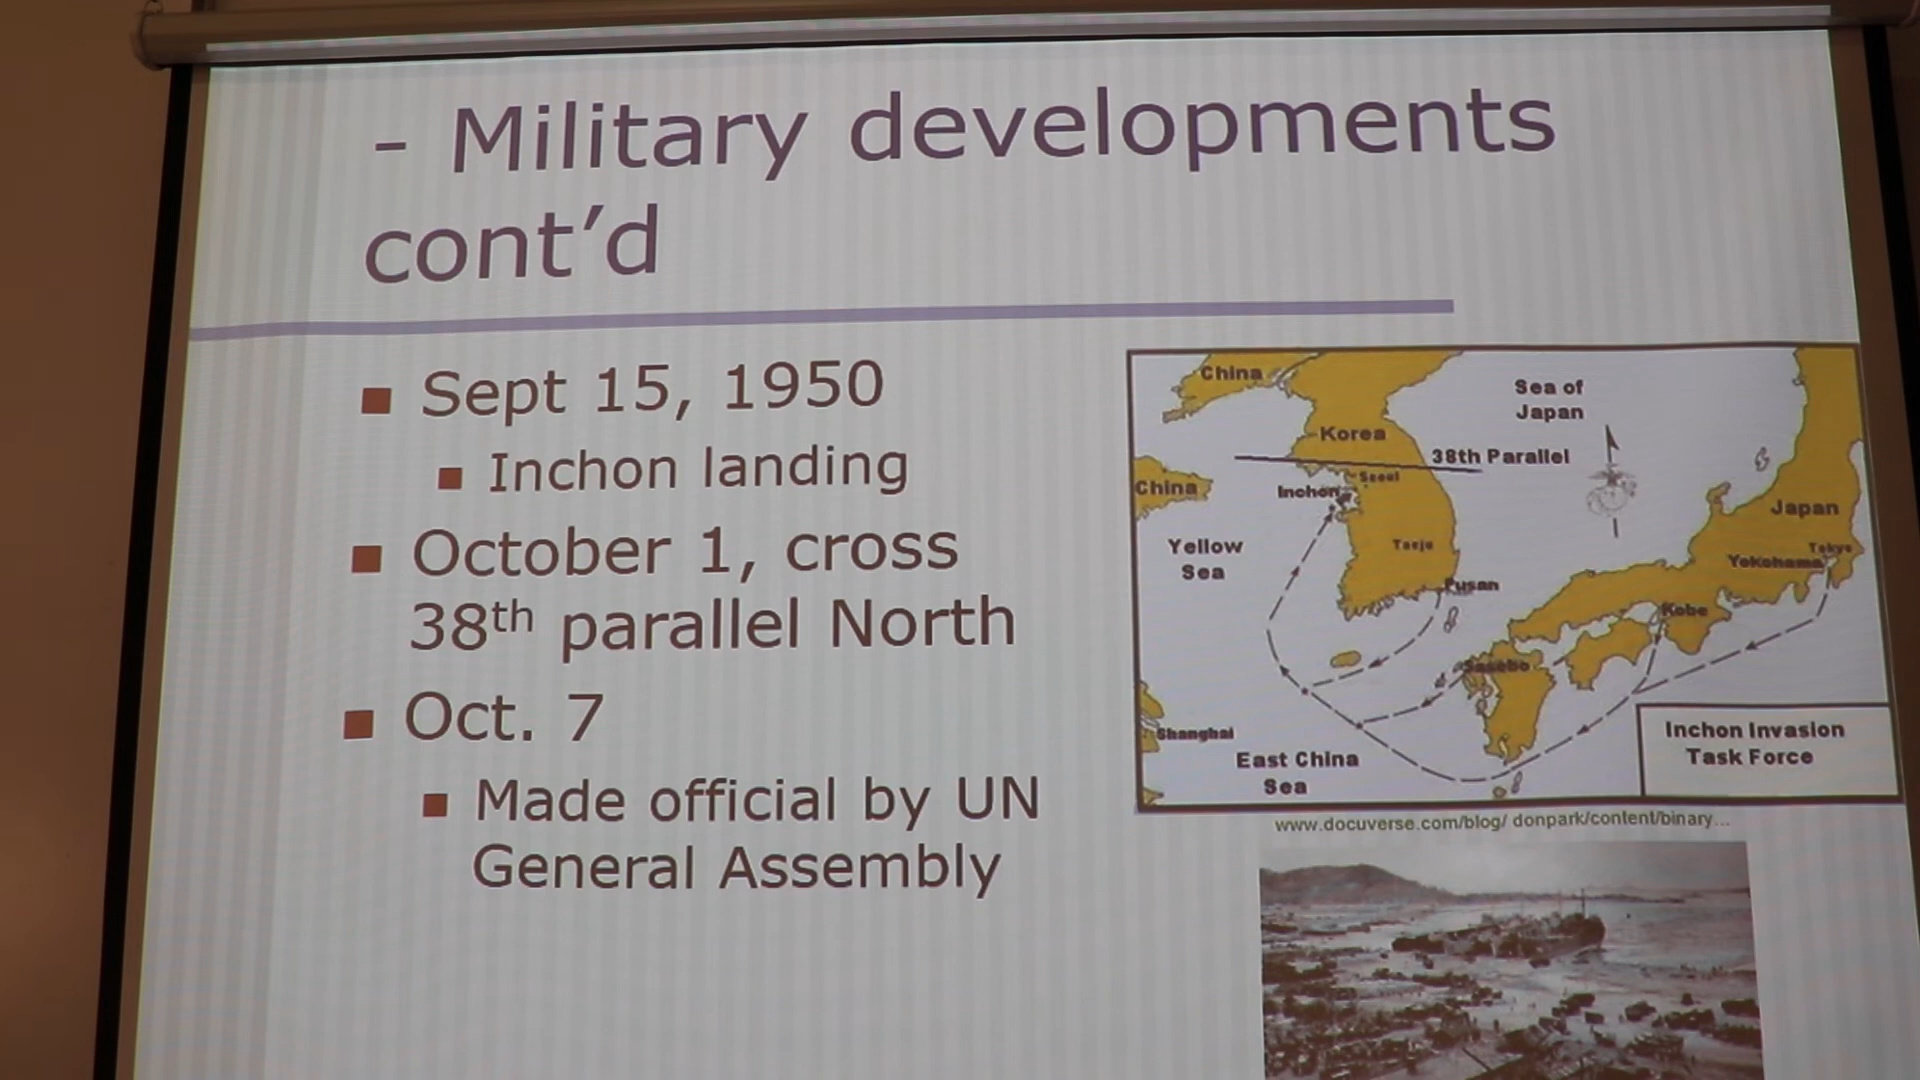 - Military developments
cont’d
■ Sept 15, 1950
■ Inchon landing
■ October 1, cross
38th parallel North
■ Oct. 7
■ Made official by UN
General Assembly
China
Sea of
Japan
Korea
38th Parallel
Seoul
China
Inchon
Japan
Yellow
Sea
Taeju
Tokyo
Yokohama
Pusan
Kobe
Sasebo
Shanghai
East China
Sea
Inchon Invasion
Task Force
www.docuverse.com/blog/ donpark/content/binary...